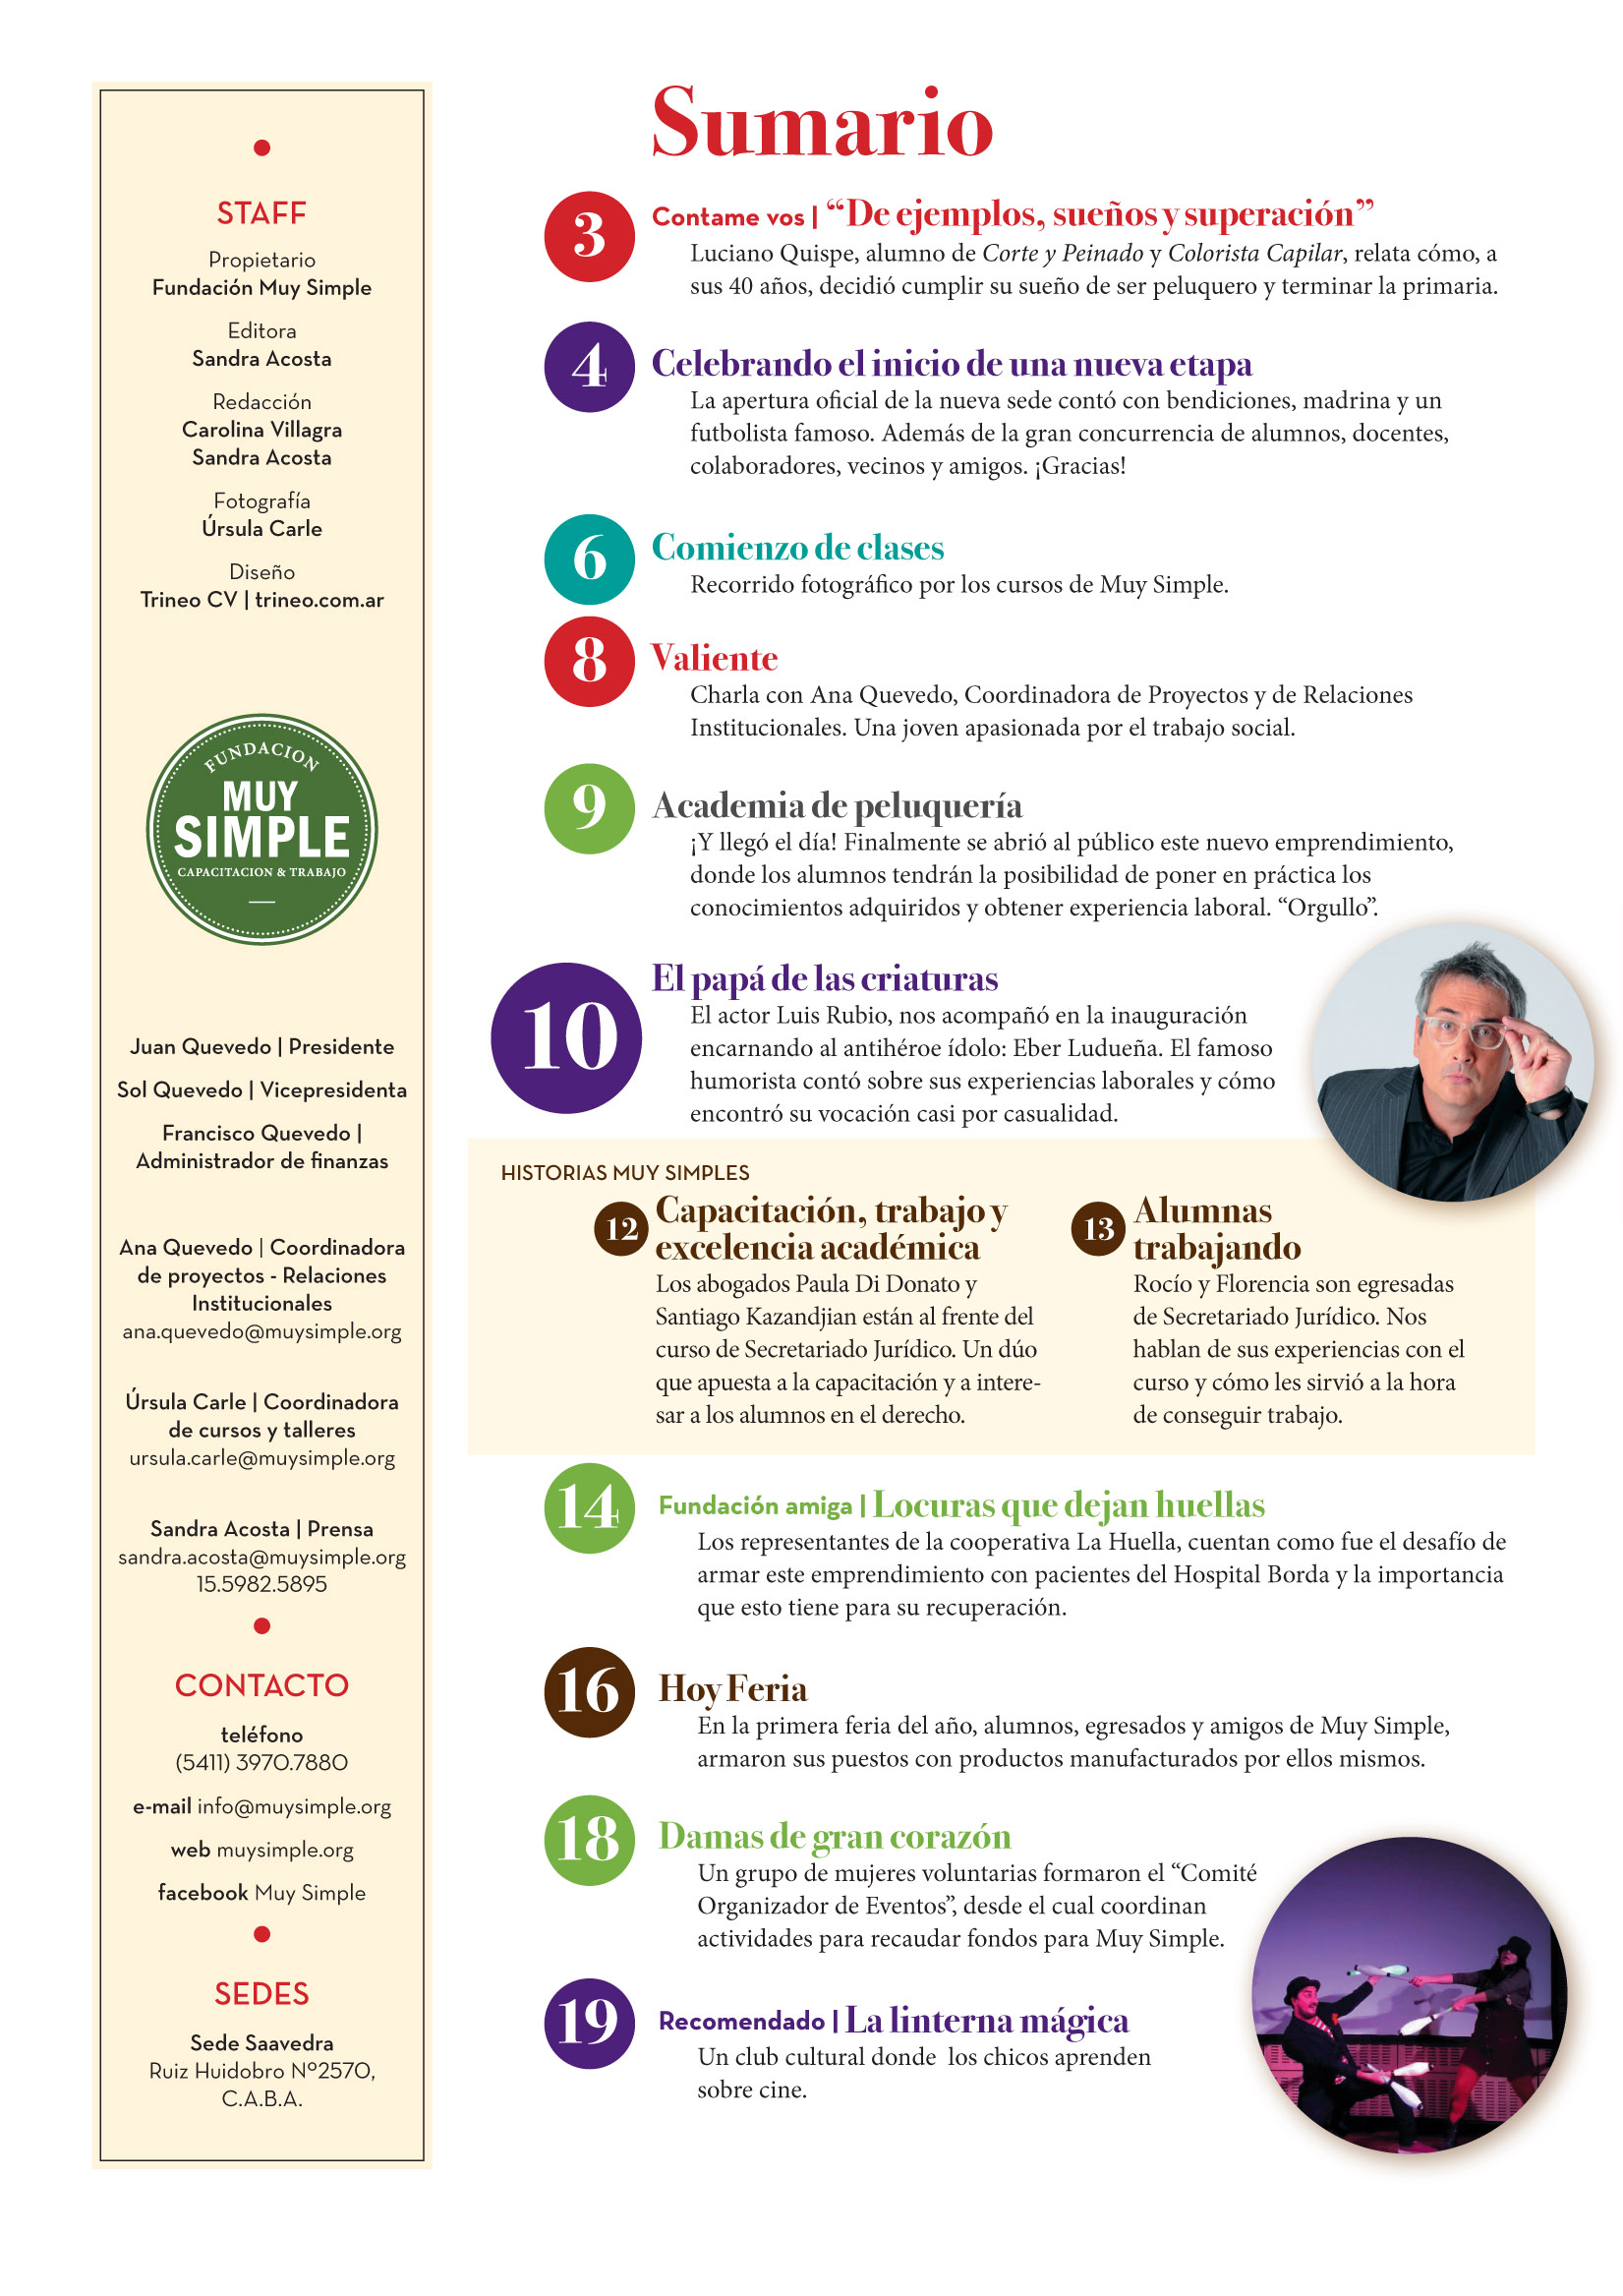 STAFF
Propietario
Fundación Muy Simple
Editora
Sandra Acosta
Redacción
Carolina Villagra
Sandra Acosta
Fotografía
Úrsula Carle
Diseño
Trineo CV | trineo.com.ar
FUNDACION
MUY
SIMPLE
CAPACITACION & TRABAJO
Juan Quevedo | Presidente
Sol Quevedo | Vicepresidenta
Francisco Quevedo |
Administrador de finanzas
Ana Quevedo | Coordinadora
de proyectos - Relaciones
Institucionales
ana.quevedo@muysimple.org
Úrsula Carle | Coordinadora
de cursos y talleres
ursula.carle@muysimple.org
Sandra Acosta | Prensa
sandra.acosta@muysimple.org
15.5982.5895
CONTACTO
teléfono
(5411) 3970.7880
e-mail info@muysimple.org
web muysimple.org
facebook Muy Simple
SEDES
Sede Saavedra
Ruiz Huidobro Nº2570,
C.A.B.A.
Sumario
3
Contame vos | “De ejemplos, sueños y superación”
Luciano Quispe, alumno de Corte y Peinado y Colorista Capilar, relata cómo, a
sus 40 años, decidió cumplir su sueño de ser peluquero y terminar la primaria.
4
Celebrando el inicio de una nueva etapa
La apertura oficial de la nueva sede contó con bendiciones, madrina y un
futbolista famoso. Además de la gran concurrencia de alumnos, docentes,
colaboradores, vecinos y amigos. ¡Gracias!
6
Comienzo de clases
Recorrido fotográfico por los cursos de Muy Simple.
8
Valiente
Charla con Ana Quevedo, Coordinadora de Proyectos y de Relaciones
Institucionales. Una joven apasionada por el trabajo social.
9
Academia de peluquería
¡Y llegó el día! Finalmente se abrió al público este nuevo emprendimiento,
donde los alumnos tendrán la posibilidad de poner en práctica los
conocimientos adquiridos y obtener experiencia laboral. “Orgullo”.
10
El papá de las criaturas
El actor Luis Rubio, nos acompañó en la inauguración
encarnando al antihéroe ídolo: Eber Ludueña. El famoso
humorista contó sobre sus experiencias laborales y cómo
encontró su vocación casi por casualidad.
HISTORIAS MUY SIMPLES
12
Capacitación, trabajo y
excelencia académica
Los abogados Paula Di Donato y
Santiago Kazandjian están al frente del
curso de Secretariado Jurídico. Un dúo
que apuesta a la capacitación y a intere-
sar a los alumnos en el derecho.
13
Alumnas
trabajando
Rocío y Florencia son egresadas
de Secretariado Jurídico. Nos
hablan de sus experiencias con el
curso y cómo les sirvió a la hora
de conseguir trabajo.
14
Fundación amiga | Locuras que dejan huellas
Los representantes de la cooperativa La Huella, cuentan como fue el desafío de
armar este emprendimiento con pacientes del Hospital Borda y la importancia
que esto tiene para su recuperación.
16
Hoy Feria
En la primera feria del año, alumnos, egresados y amigos de Muy Simple,
armaron sus puestos con productos manufacturados por ellos mismos.
18
Damas de gran corazón
Un grupo de mujeres voluntarias formaron el “Comité
Organizador de Eventos”, desde el cual coordinan
actividades para recaudar fondos para Muy Simple.
19
Recomendado | La linterna mágica
Un club cultural donde los chicos aprenden
sobre cine.